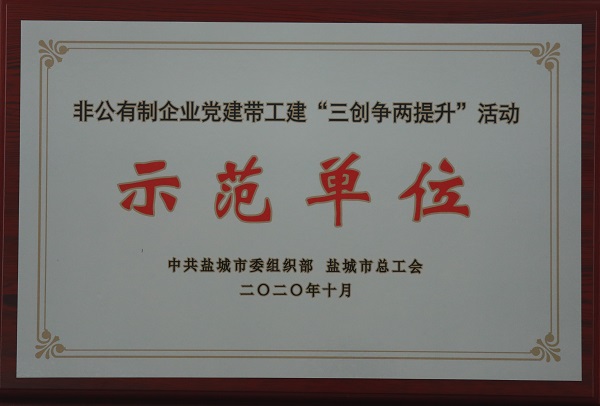 非公有制企业党建带工建“三创争两提升”活动
示范单位
中共盐城市委组织部 盐城市总工会
二〇二〇年十月